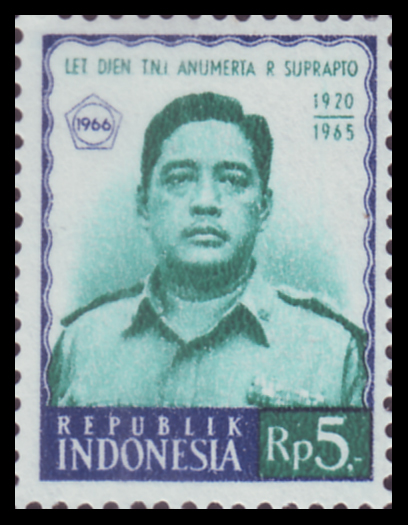 LET DJEN T.N.I ANUMERTA R SUPRAPTO
1966
1920
1965
REPUBLIK
INDONESIA
Rp5,-